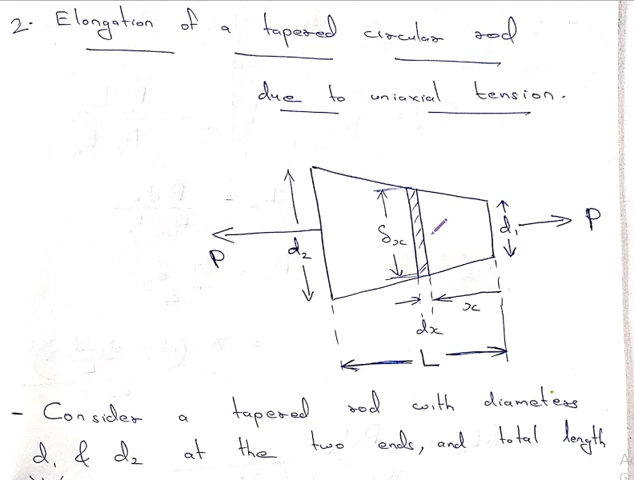 2. Elongation of a tapered circular rod
due to uniaxial tension.
P
d2
δx
d1
P
x
dx
L
- Consider a tapered rod with diameters
d1 & d2 at the two ends, and total length